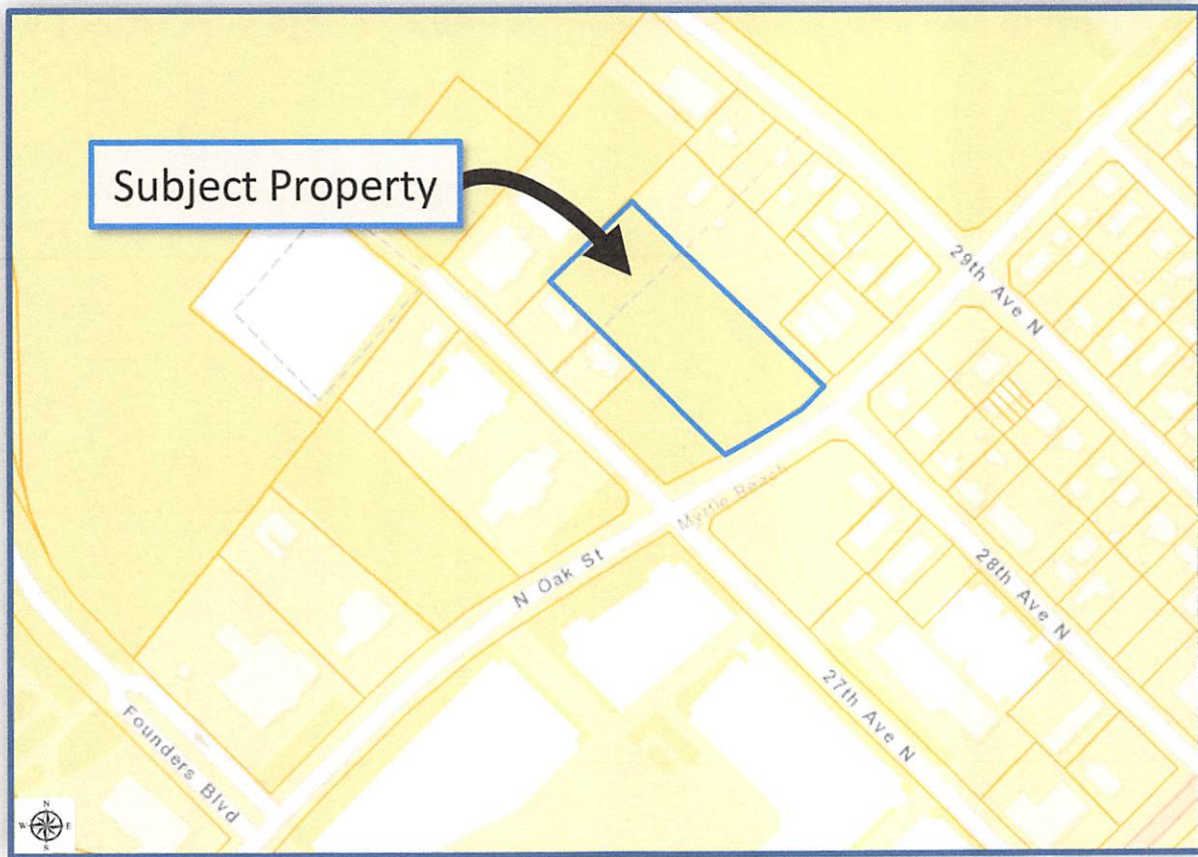 Subject Property
29th Ave N
Myrtle Beach
N Oak St
28th Ave N
27th Ave N
Founders Blvd
N
W E
S